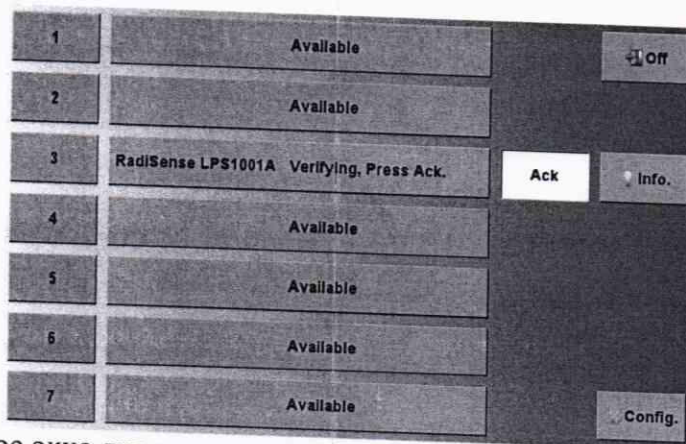 1 Available Off
2 Available
3 RadiSense LPS1001A Verifying, Press Ack. Ack Info.
4 Available
5 Available
6 Available
7 Available Config.